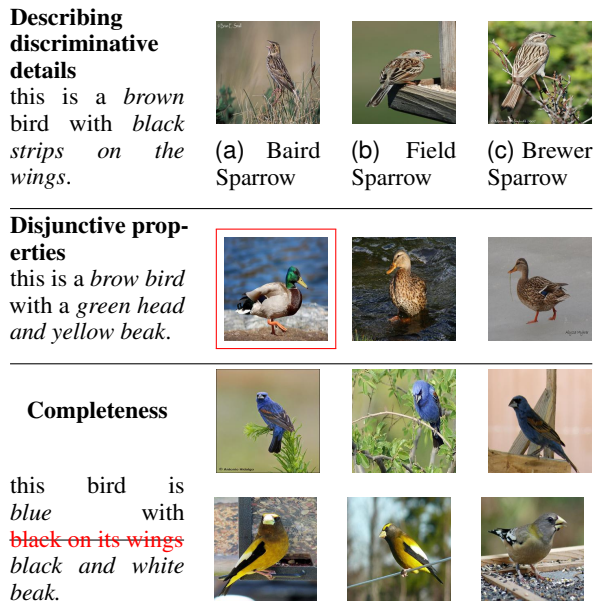 Describing
discriminative
details
this is a brown
bird with black
strips on the
wings.
(a) Baird
Sparrow
(b) Field
Sparrow
(c) Brewer
Sparrow
Disjunctive prop-
erties
this is a brow bird
with a green head
and yellow beak.
Completeness
this bird is
blue with
black on its wings
black and white
beak.